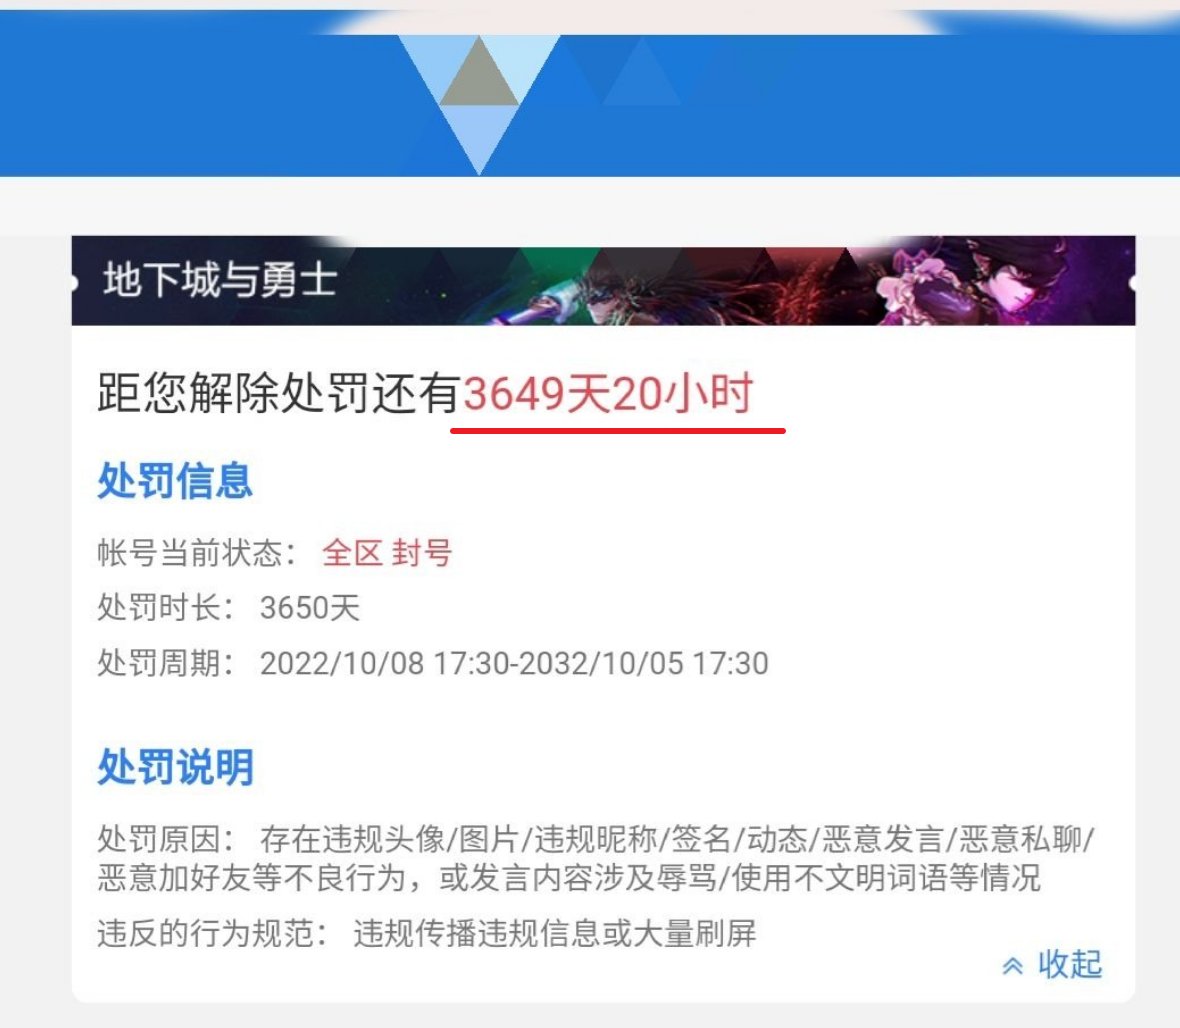 地下城与勇士
距您解除处罚还有3649天20小时
处罚信息
帐号当前状态： 全区 封号
处罚时长： 3650天
处罚周期： 2022/10/08 17:30-2032/10/05 17:30
处罚说明
处罚原因： 存在违规头像/图片/违规昵称/签名/动态/恶意发言/恶意私聊/
恶意加好友等不良行为，或发言内容涉及辱骂/使用不文明词语等情况
违反的行为规范： 违规传播违规信息或大量刷屏
收起